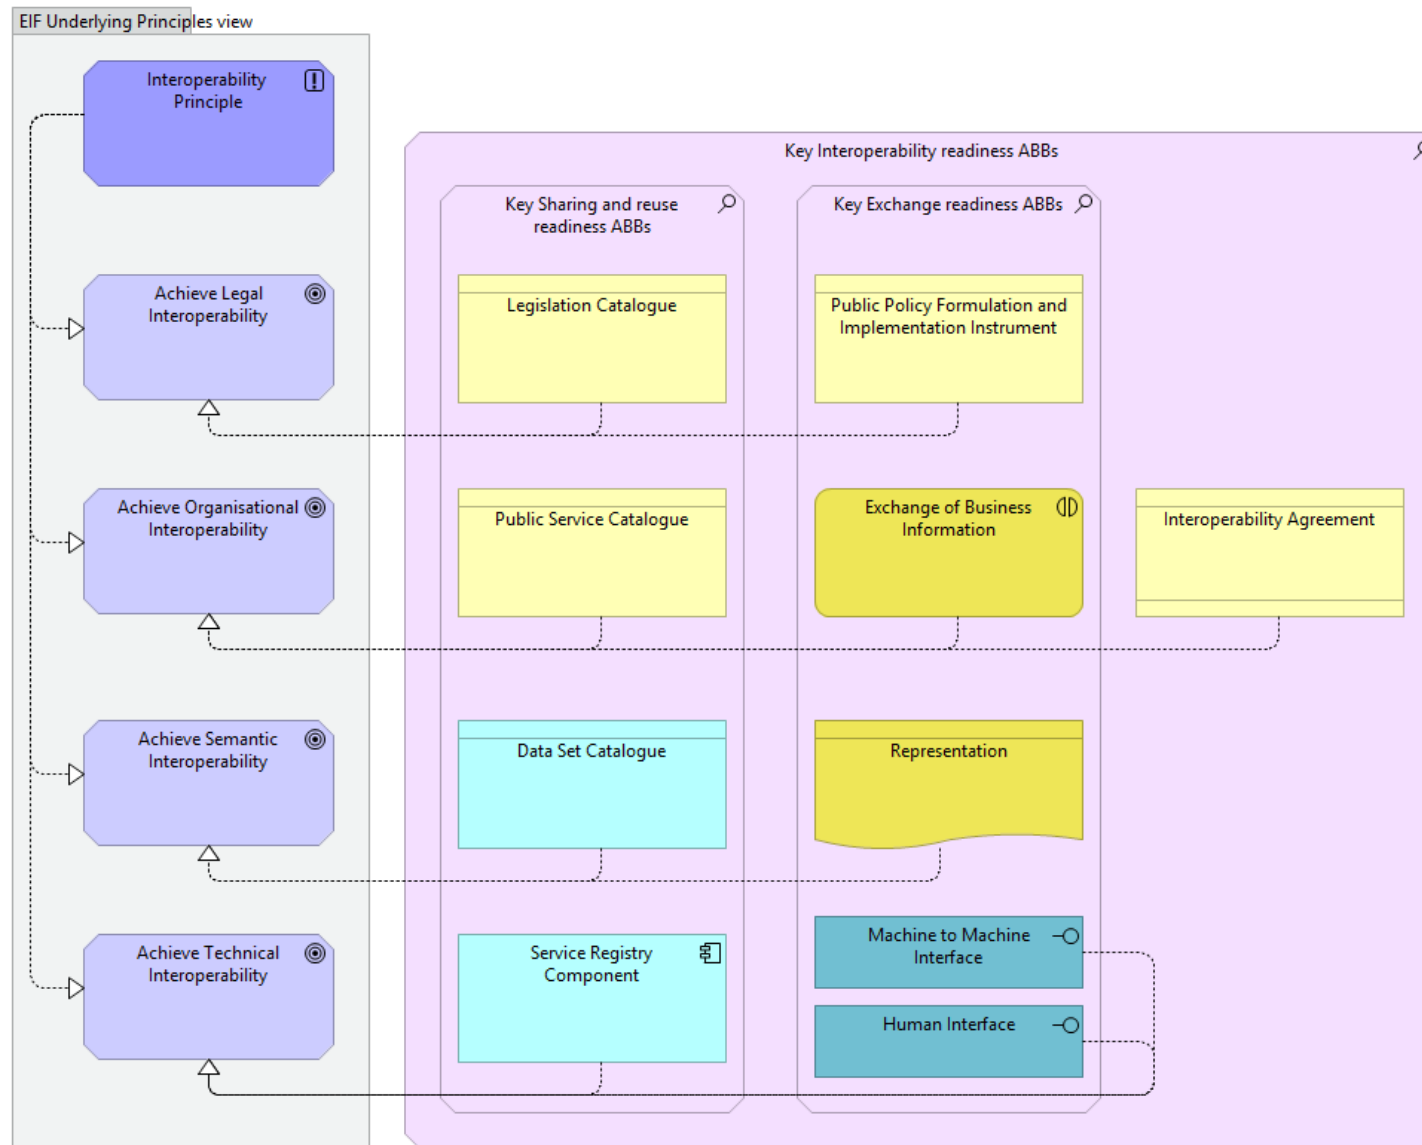 EIF Underlying Principles view
Interoperability
Principle
Key Interoperability readiness ABBs
Key Sharing and reuse
readiness ABBs
Key Exchange readiness ABBs
Achieve Legal
Interoperability
Legislation Catalogue
Public Policy Formulation and
Implementation Instrument
Achieve Organisational
Interoperability
Public Service Catalogue
Exchange of Business
Information
Interoperability Agreement
Achieve Semantic
Interoperability
Data Set Catalogue
Representation
Achieve Technical
Interoperability
Service Registry
Component
Machine to Machine
Interface
Human Interface